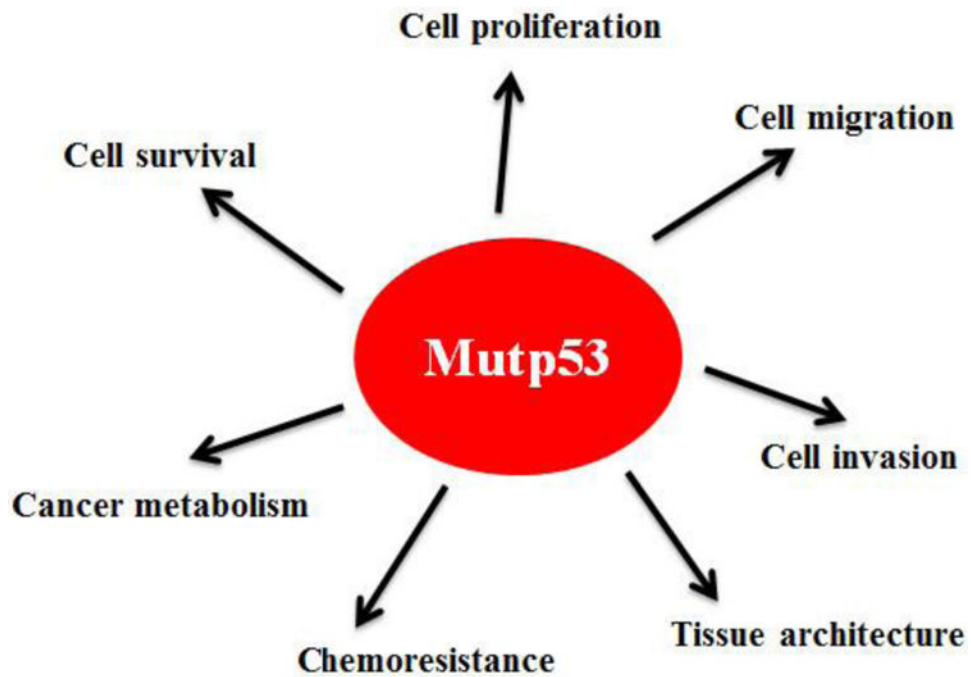 Cell proliferation
Cell migration
Cell survival
Mutp53
Cell invasion
Cancer metabolism
Tissue architecture
Chemoresistance